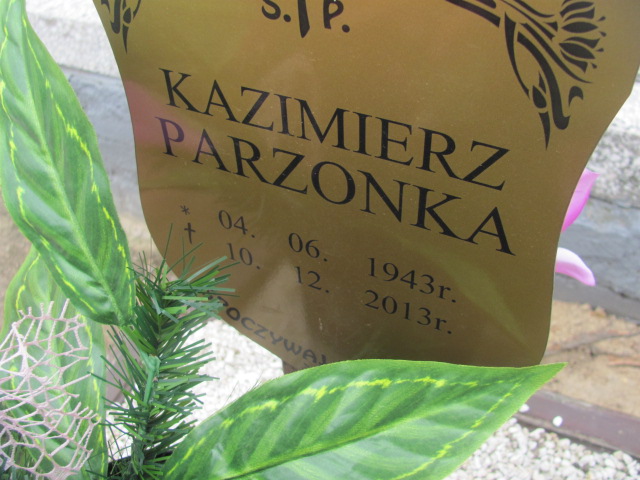 Ś. P.
KAZIMIERZ
PARZONKA
* 04. 06. 1943r.
† 10. 12. 2013r.